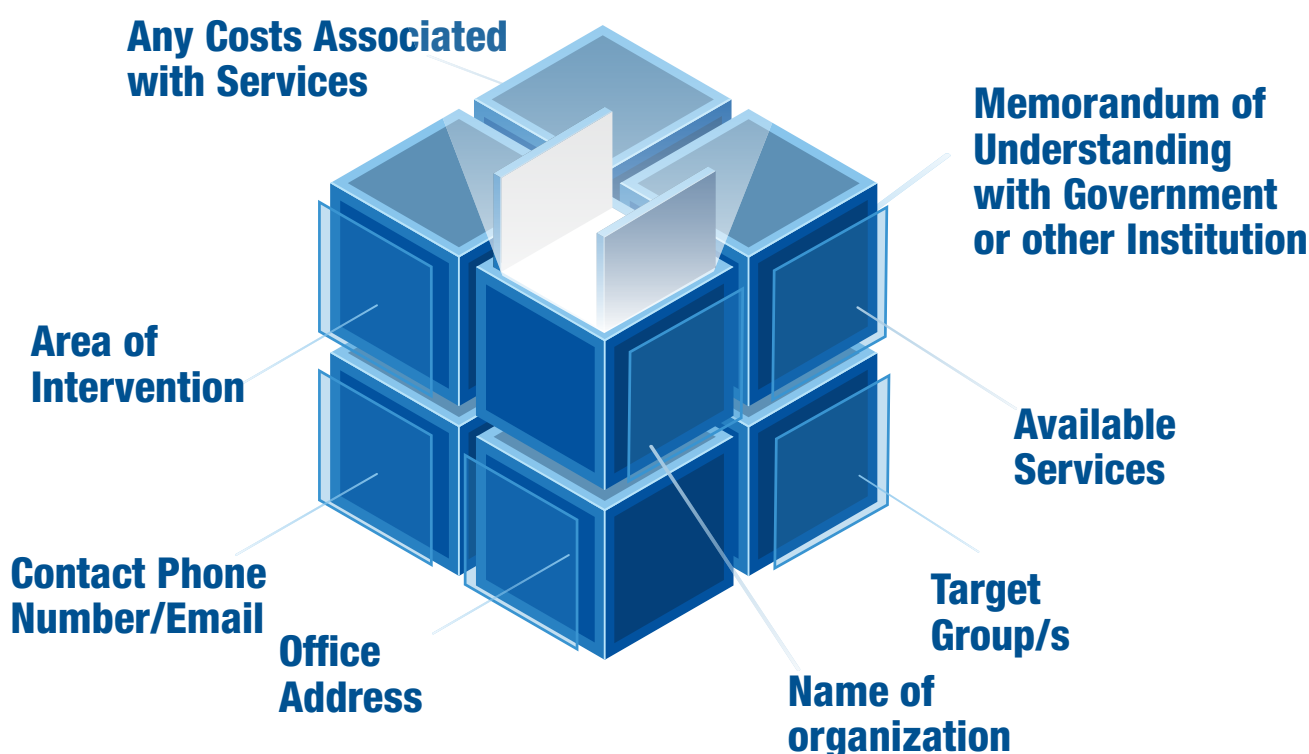 Any Costs Associated
with Services
Memorandum of
Understanding
with Government
or other Institution
Area of
Intervention
Available
Services
Contact Phone
Number/Email
Target
Group/s
Office
Address
Name of
organization